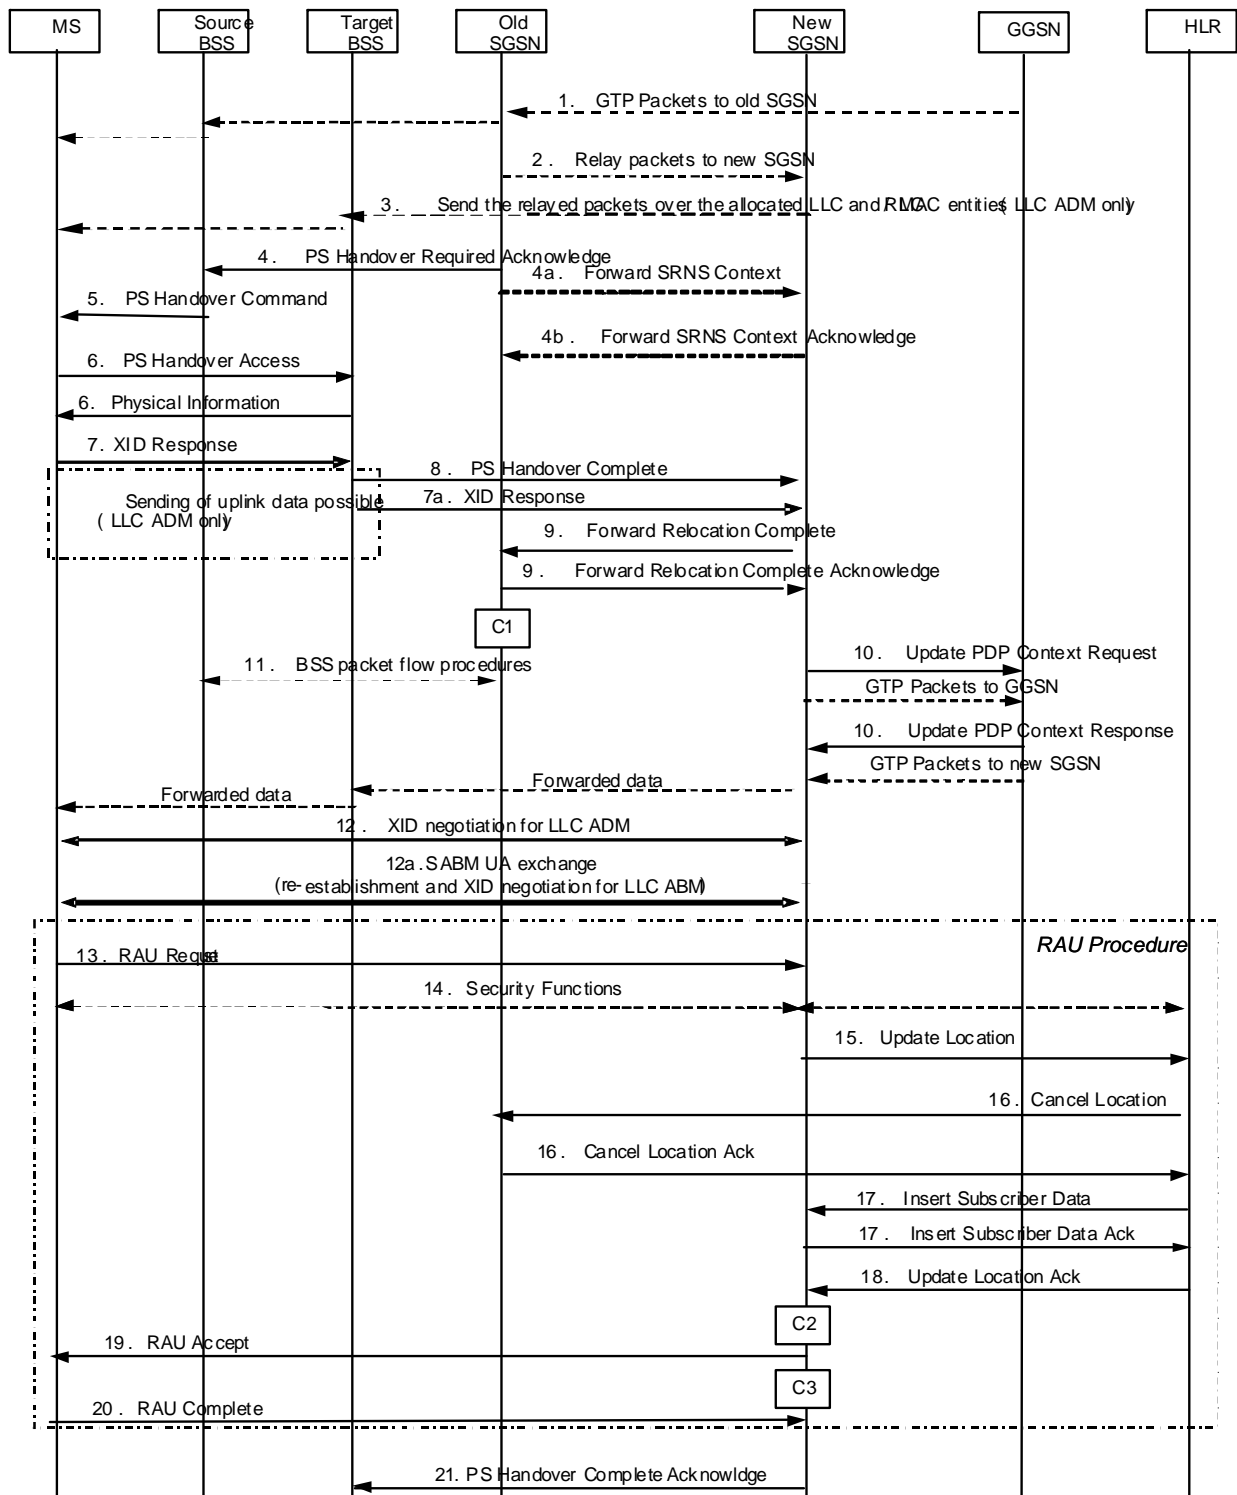 MS
Source
BSS
Target
BSS
Old
SGSN
New
SGSN
GGSN
HLR
1. GTP Packets to old SGSN
2. Relay packets to new SGSN
3. Send the relayed packets over the allocated LLC and RLC/MAC entities (LLC ADM only)
4. PS Handover Required Acknowledge
4a. Forward SRNS Context
5. PS Handover Command
4b. Forward SRNS Context Acknowledge
6. PS Handover Access
6. Physical Information
7. XID Response
8. PS Handover Complete
Sending of uplink data possible
(LLC ADM only)
7a. XID Response
9. Forward Relocation Complete
9. Forward Relocation Complete Acknowledge
C1
11. BSS packet flow procedures
10. Update PDP Context Request
GTP Packets to GGSN
10. Update PDP Context Response
GTP Packets to new SGSN
Forwarded data
Forwarded data
12. XID negotiation for LLC ADM
12a. SABM UA exchange
(re-establishment and XID negotiation for LLC ABM)
RAU Procedure
13. RAU Request
14. Security Functions
15. Update Location
16. Cancel Location
16. Cancel Location Ack
17. Insert Subscriber Data
17. Insert Subscriber Data Ack
18. Update Location Ack
C2
19. RAU Accept
C3
20. RAU Complete
21. PS Handover Complete Acknowldge